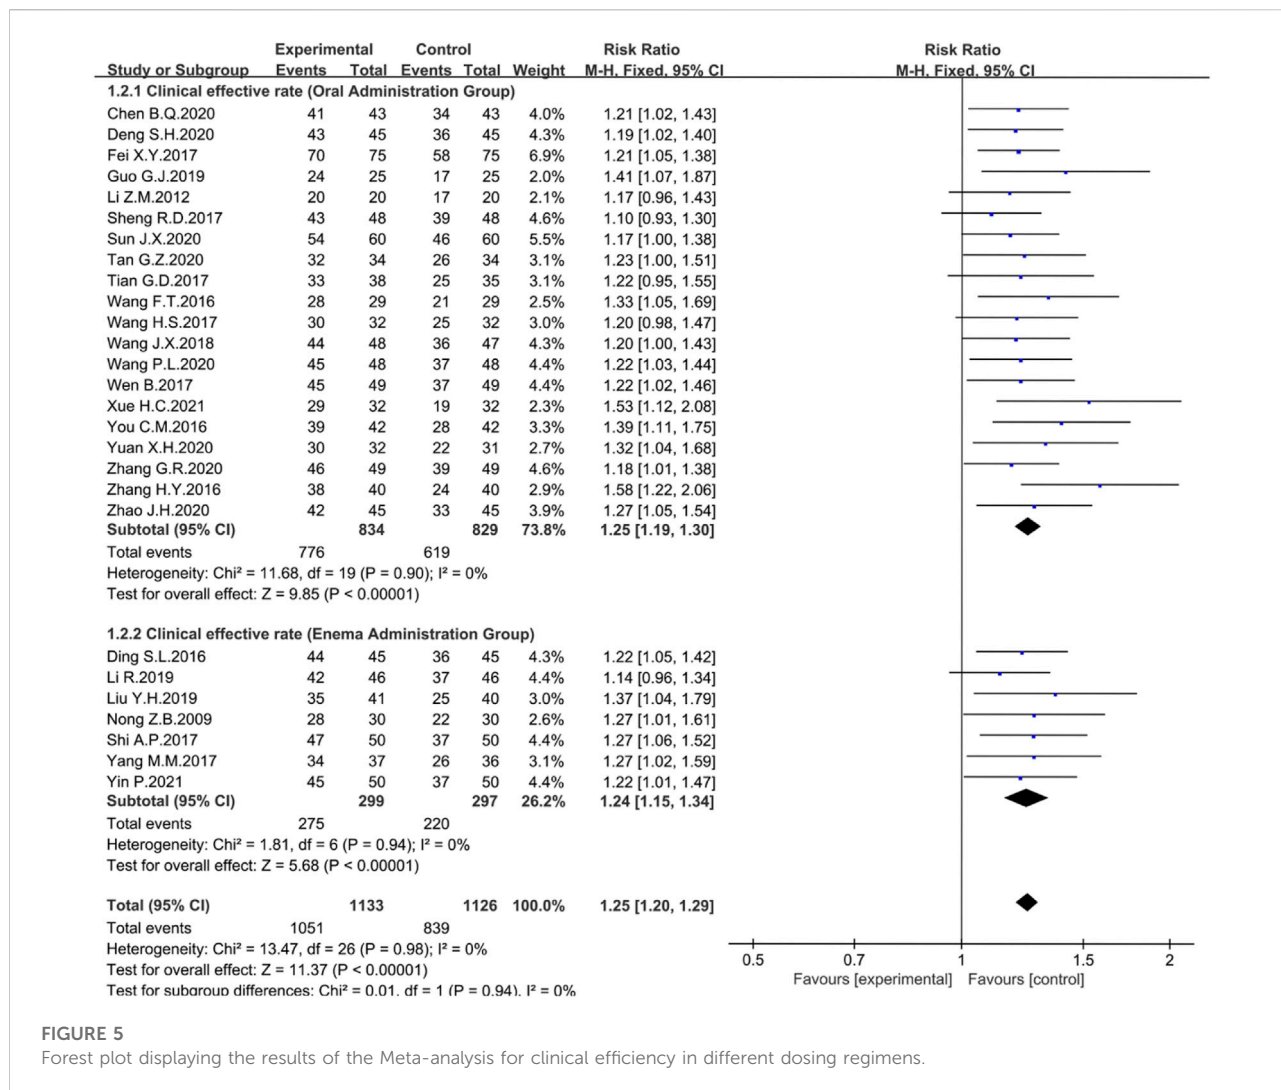 Experimental Control Risk Ratio Risk Ratio
Study or Subgroup Events Total Events Total Weight M-H, Fixed, 95% CI M-H, Fixed, 95% CI
1.2.1 Clinical effective rate (Oral Administration Group)
Chen B.Q.2020 41 43 34 43 4.0% 1.21 [1.02, 1.43]
Deng S.H.2020 43 45 36 45 4.3% 1.19 [1.02, 1.40]
Fei X.Y.2017 70 75 58 75 6.9% 1.21 [1.05, 1.38]
Guo G.J.2019 24 25 17 25 2.0% 1.41 [1.07, 1.87]
Li Z.M.2012 20 20 17 20 2.1% 1.17 [0.96, 1.43]
Sheng R.D.2017 43 48 39 48 4.6% 1.10 [0.93, 1.30]
Sun J.X.2020 54 60 46 60 5.5% 1.17 [1.00, 1.38]
Tan G.Z.2020 32 34 26 34 3.1% 1.23 [1.00, 1.51]
Tian G.D.2017 33 38 25 35 3.1% 1.22 [0.95, 1.55]
Wang F.T.2016 28 29 21 29 2.5% 1.33 [1.05, 1.69]
Wang H.S.2017 30 32 25 32 3.0% 1.20 [0.98, 1.47]
Wang J.X.2018 44 48 36 47 4.3% 1.20 [1.00, 1.43]
Wang P.L.2020 45 48 37 48 4.4% 1.22 [1.03, 1.44]
Wen B.2017 45 49 37 49 4.4% 1.22 [1.02, 1.46]
Xue H.C.2021 29 32 19 32 2.3% 1.53 [1.12, 2.08]
You C.M.2016 39 42 28 42 3.3% 1.39 [1.11, 1.75]
Yuan X.H.2020 30 32 22 31 2.7% 1.32 [1.04, 1.68]
Zhang G.R.2020 46 49 39 49 4.6% 1.18 [1.01, 1.38]
Zhang H.Y.2016 38 40 24 40 2.9% 1.58 [1.22, 2.06]
Zhao J.H.2020 42 45 33 45 3.9% 1.27 [1.05, 1.54]
Subtotal (95% CI) 834 829 73.8% 1.25 [1.19, 1.30]
Total events 776 619
Heterogeneity: Chi² = 11.68, df = 19 (P = 0.90); I² = 0%
Test for overall effect: Z = 9.85 (P < 0.00001)
1.2.2 Clinical effective rate (Enema Administration Group)
Ding S.L.2016 44 45 36 45 4.3% 1.22 [1.05, 1.42]
Li R.2019 42 46 37 46 4.4% 1.14 [0.96, 1.34]
Liu Y.H.2019 35 41 25 40 3.0% 1.37 [1.04, 1.79]
Nong Z.B.2009 28 30 22 30 2.6% 1.27 [1.01, 1.61]
Shi A.P.2017 47 50 37 50 4.4% 1.27 [1.06, 1.52]
Yang M.M.2017 34 37 26 36 3.1% 1.27 [1.02, 1.59]
Yin P.2021 45 50 37 50 4.4% 1.22 [1.01, 1.47]
Subtotal (95% CI) 299 297 26.2% 1.24 [1.15, 1.34]
Total events 275 220
Heterogeneity: Chi² = 1.81, df = 6 (P = 0.94); I² = 0%
Test for overall effect: Z = 5.68 (P < 0.00001)
Total (95% CI) 1133 1126 100.0% 1.25 [1.20, 1.29]
Total events 1051 839
Heterogeneity: Chi² = 13.47, df = 26 (P = 0.98); I² = 0%
Test for overall effect: Z = 11.37 (P < 0.00001)
Test for subgroup differences: Chi² = 0.01, df = 1 (P = 0.94), I² = 0%
0.5 0.7 1 1.5 2
Favours [experimental] Favours [control]
FIGURE 5
Forest plot displaying the results of the Meta-analysis for clinical efficiency in different dosing regimens.